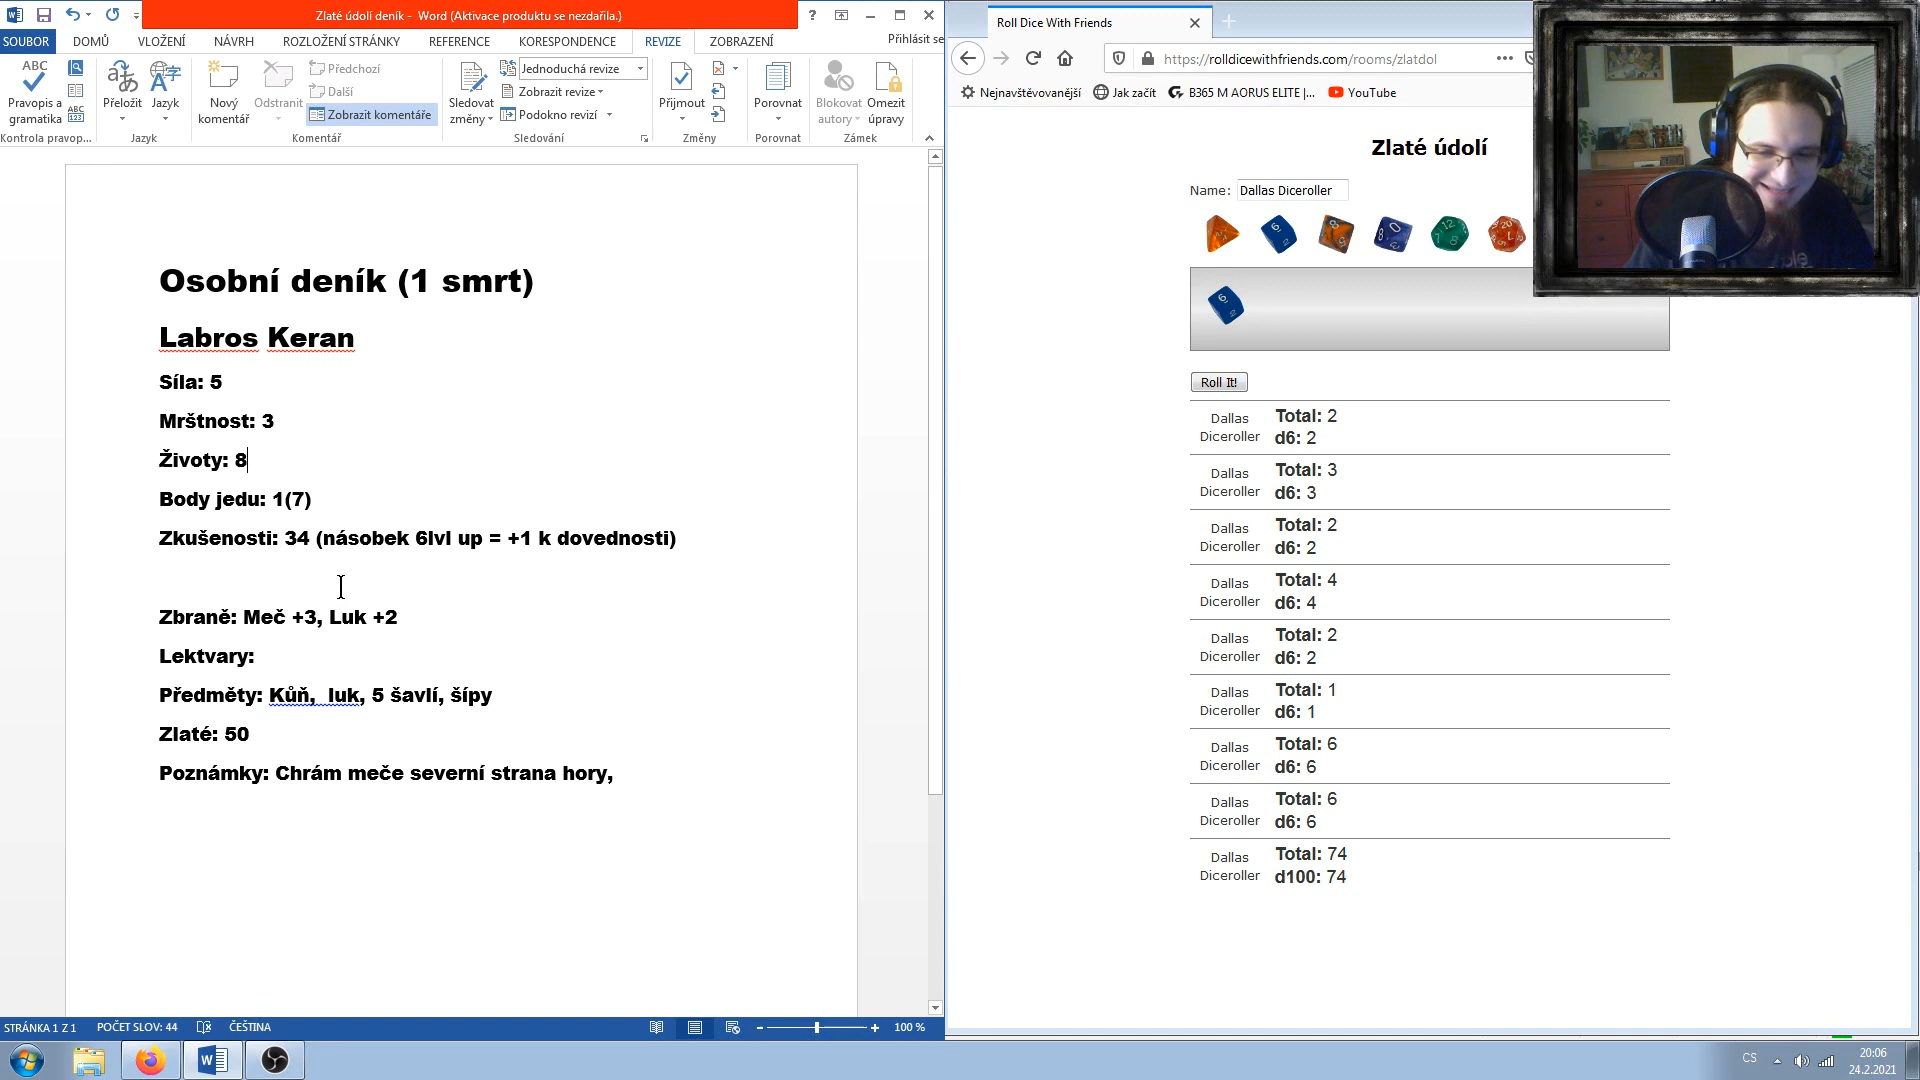 Zlaté údolí deník - Word (Aktivace produktu se nezdařila.)
SOUBOR DOMŮ VLOŽENÍ NÁVRH ROZLOŽENÍ STRÁNKY REFERENCE KORESPONDENCE REVIZE ZOBRAZENÍ Přihlásit se
ABC Pravopis a gramatika
ABC
123
Přeložit
Jazyk
Nový komentář
Odstranit
Předchozí
Další
Zobrazit komentáře
Sledovat změny
Jednoduchá revize
Zobrazit revize
Podokno revizí
Přijmout
Porovnat
Blokovat autory
Omezit úpravy
Kontrola pravop... Jazyk Komentář Sledování Změny Porovnat Zámek
Osobní deník (1 smrt)
Labros Keran
Síla: 5
Mrštnost: 3
Životy: 8
Body jedu: 1(7)
Zkušenosti: 34 (násobek 6lvl up = +1 k dovednosti)
Zbraně: Meč +3, Luk +2
Lektvary:
Předměty: Kůň, luk, 5 šavlí, šípy
Zlaté: 50
Poznámky: Chrám meče severní strana hory,
STRÁNKA 1 Z 1 POČET SLOV: 44 ČEŠTINA 100 %
Roll Dice With Friends
https://rolldicewithfriends.com/rooms/zlatdol
Nejnavštěvovanější Jak začít B365 M AORUS ELITE |... YouTube
Zlaté údolí
Name: Dallas Diceroller
Roll It!
Dallas Diceroller Total: 2
d6: 2
Dallas Diceroller Total: 3
d6: 3
Dallas Diceroller Total: 2
d6: 2
Dallas Diceroller Total: 4
d6: 4
Dallas Diceroller Total: 2
d6: 2
Dallas Diceroller Total: 1
d6: 1
Dallas Diceroller Total: 6
d6: 6
Dallas Diceroller Total: 6
d6: 6
Dallas Diceroller Total: 74
d100: 74
CS 20:06
24.2.2021